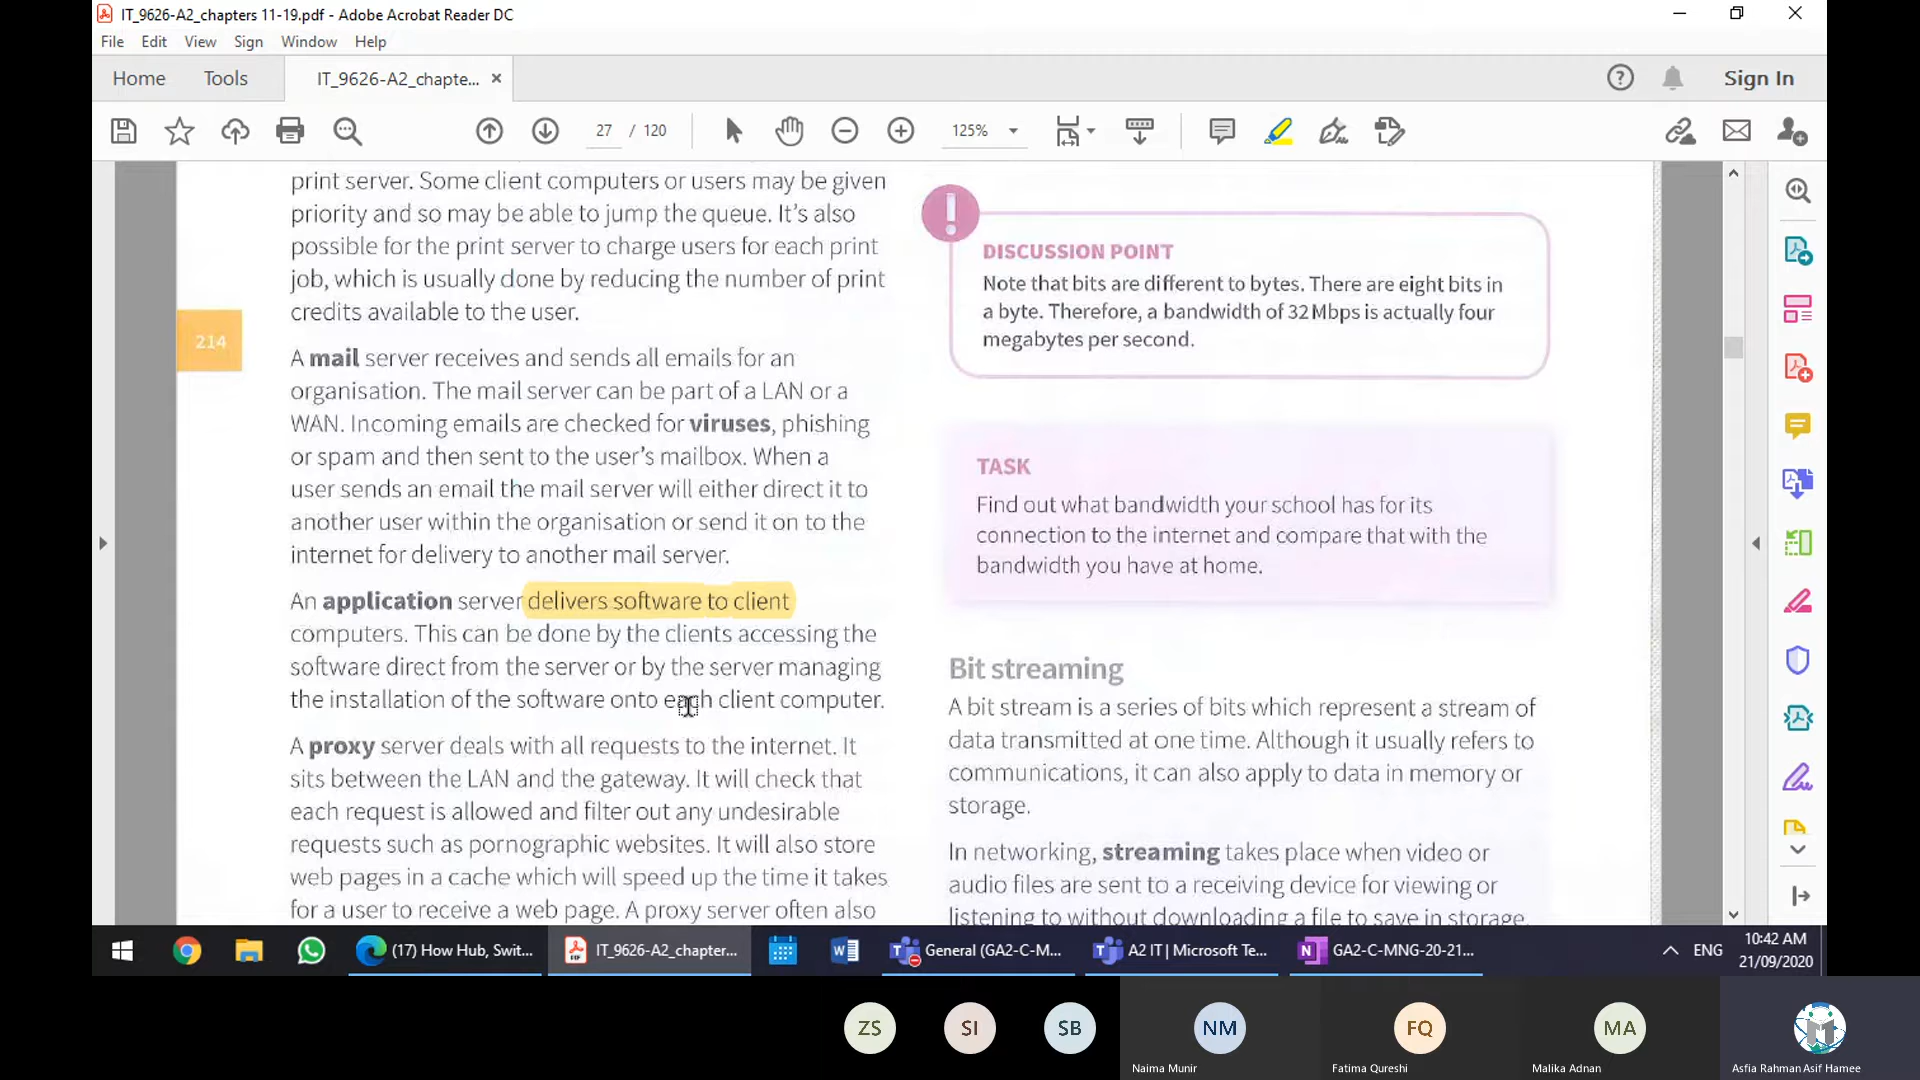 IT_9626-A2_chapters 11-19.pdf - Adobe Acrobat Reader DC
File Edit View Sign Window Help
Home Tools IT_9626-A2_chapte... × Sign In
27 / 120 125%
print server. Some client computers or users may be given
priority and so may be able to jump the queue. It's also
possible for the print server to charge users for each print
job, which is usually done by reducing the number of print
credits available to the user.
214
A mail server receives and sends all emails for an
organisation. The mail server can be part of a LAN or a
WAN. Incoming emails are checked for viruses, phishing
or spam and then sent to the user's mailbox. When a
user sends an email the mail server will either direct it to
another user within the organisation or send it on to the
internet for delivery to another mail server.
An application server delivers software to client
computers. This can be done by the clients accessing the
software direct from the server or by the server managing
the installation of the software onto each client computer.
A proxy server deals with all requests to the internet. It
sits between the LAN and the gateway. It will check that
each request is allowed and filter out any undesirable
requests such as pornographic websites. It will also store
web pages in a cache which will speed up the time it takes
for a user to receive a web page. A proxy server often also
DISCUSSION POINT
Note that bits are different to bytes. There are eight bits in
a byte. Therefore, a bandwidth of 32 Mbps is actually four
megabytes per second.
TASK
Find out what bandwidth your school has for its
connection to the internet and compare that with the
bandwidth you have at home.
Bit streaming
A bit stream is a series of bits which represent a stream of
data transmitted at one time. Although it usually refers to
communications, it can also apply to data in memory or
storage.
In networking, streaming takes place when video or
audio files are sent to a receiving device for viewing or
listening to without downloading a file to save in storage.
(17) How Hub, Swit... IT_9626-A2_chapter... General (GA2-C-M... A2 IT | Microsoft Te... GA2-C-MNG-20-21... ENG
10:42 AM
21/09/2020
ZS SI SB NM FQ MA
Naima Munir Fatima Qureshi Malika Adnan Asfia Rahman Asif Hamee